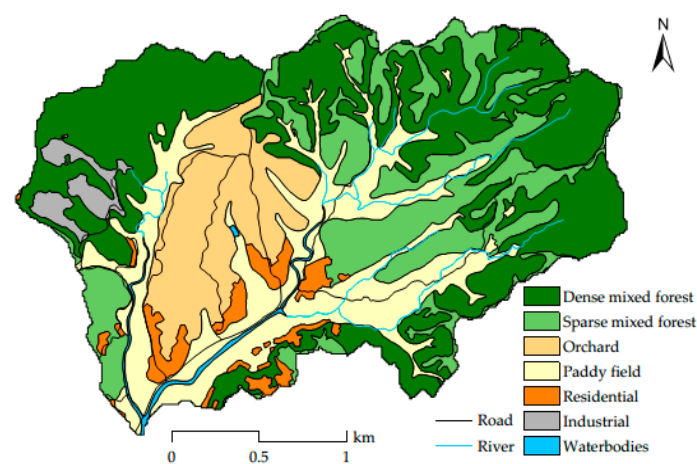 N
Dense mixed forest
Sparse mixed forest
Orchard
Paddy field
Residential
Road Industrial
River Waterbodies
km
0 0.5 1